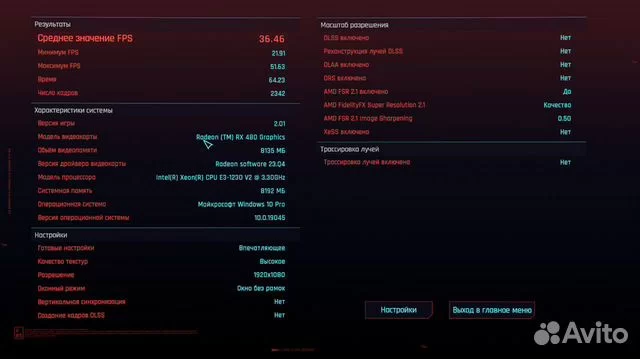 Результаты
Среднее значение FPS 36.46
Минимум FPS 21.91
Максимум FPS 51.63
Время 64.23
Число кадров 2342
Характеристики системы
Версия игры 2.01
Модель видеокарты Radeon (TM) RX 480 Graphics
Объём видеопамяти 8135 МБ
Версия драйвера видеокарты Radeon software 23.04
Модель процессора Intel(R) Xeon(R) CPU E3-1230 V2 @ 3.30GHz
Системная память 8192 МБ
Операционная система Майкрософт Windows 10 Pro
Версия операционной системы 10.0.19045
Настройки
Готовые настройки Впечатляющее
Качество текстур Высокое
Разрешение 1920x1080
Оконный режим Окно без рамок
Вертикальная синхронизация Нет
Создание кадров DLSS Нет
Масштаб разрешения
DLSS включено Нет
Реконструкция лучей DLSS Нет
DLAA включено Нет
DRS включено Нет
AMD FSR 2.1 включено Да
AMD FidelityFX Super Resolution 2.1 Качество
AMD FSR 2.1 Image Sharpening 0.50
XeSS включено Нет
Трассировка лучей
Трассировка лучей включено Нет
Настройки
Выход в главное меню
Avito